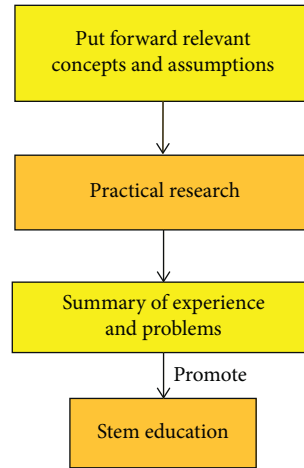 Put forward relevant
concepts and assumptions
Practical research
Summary of experience
and problems
Promote
Stem education